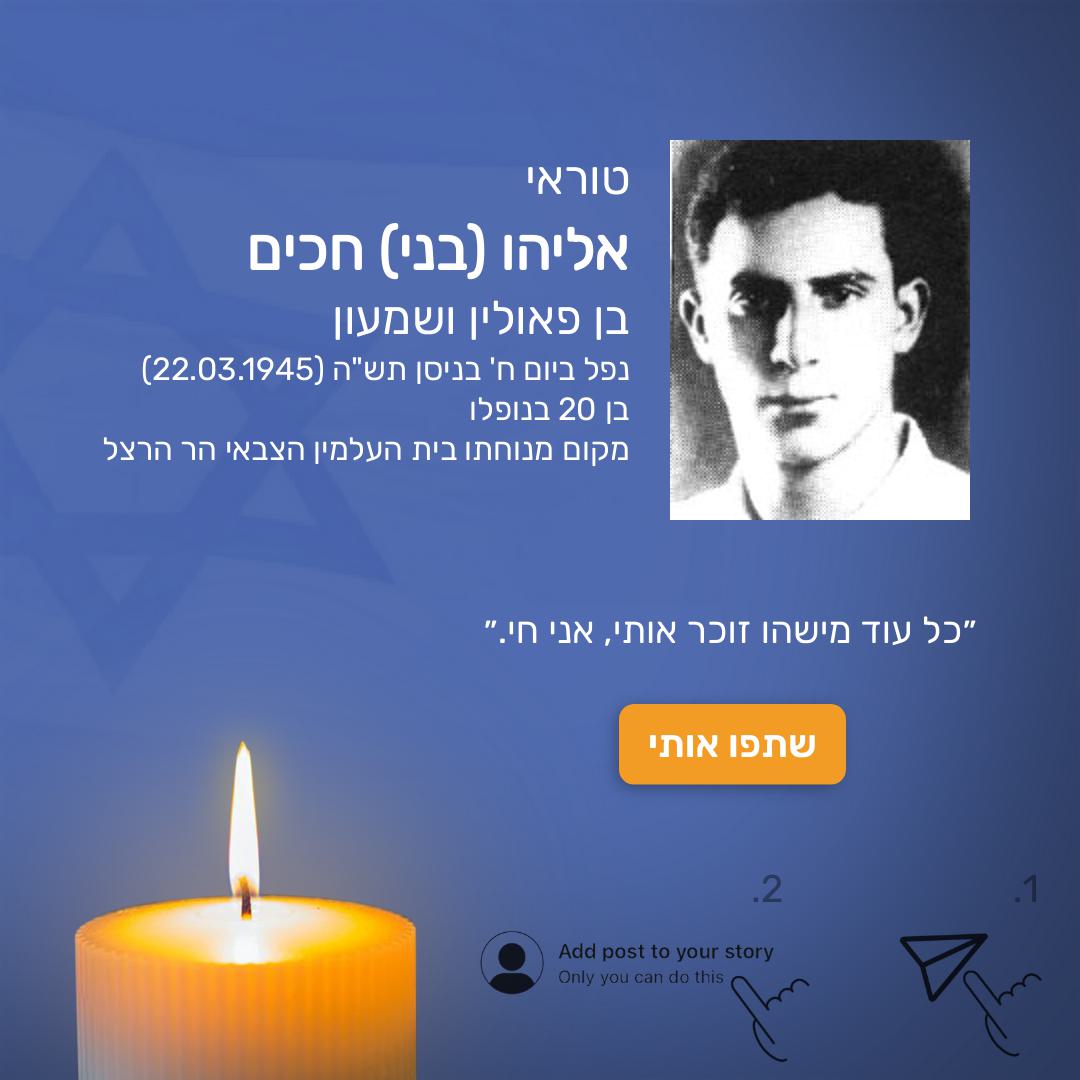 טוראי
אליהו (בני) חכים
בן פאולין ושמעון
נפל ביום ח' בניסן תש"ה (22.03.1945)
בן 20 בנופלו
מקום מנוחתו בית העלמין הצבאי הר הרצל
״כל עוד מישהו זוכר אותי, אני חי.״
שתפו אותי
.1
.2
Add post to your story
Only you can do this